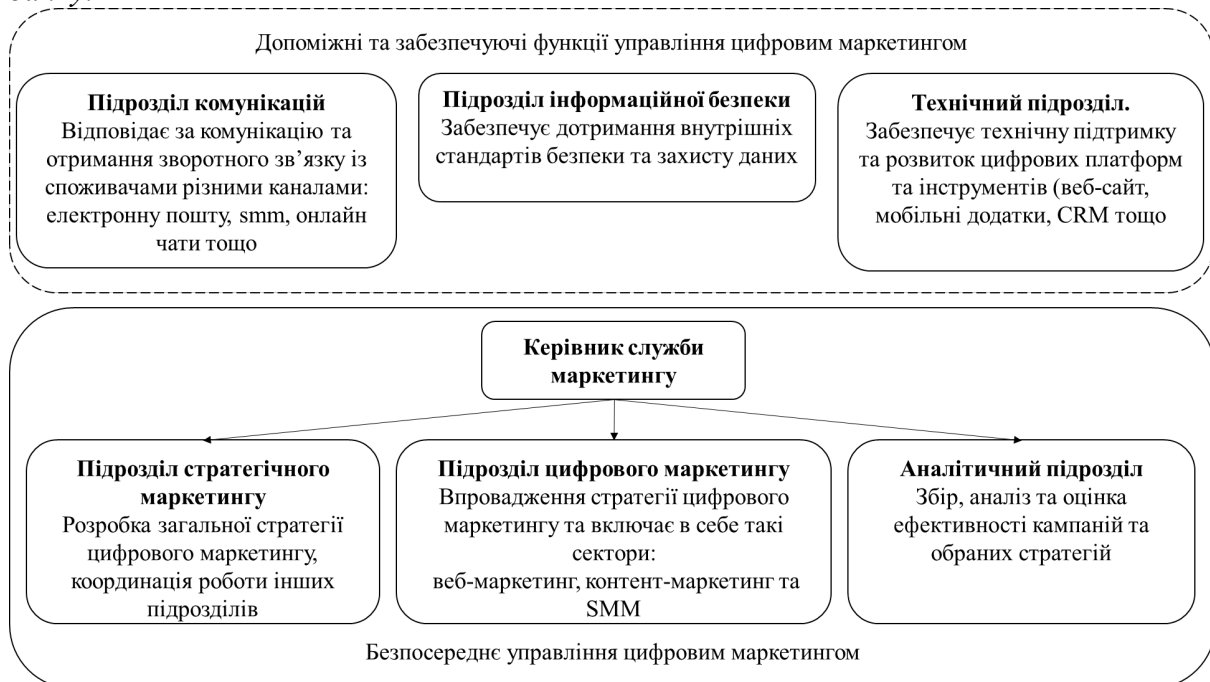 Допоміжні та забезпечуючі функції управління цифровим маркетингом
Підрозділ комунікацій
Відповідає за комунікацію та
отримання зворотного зв’язку із
споживачами різними каналами:
електронну пошту, smm, онлайн
чати тощо
Підрозділ інформаційної безпеки
Забезпечує дотримання внутрішніх
стандартів безпеки та захисту даних
Технічний підрозділ.
Забезпечує технічну підтримку
та розвиток цифрових платформ
та інструментів (веб-сайт,
мобільні додатки, CRM тощо
Керівник служби
маркетингу
Підрозділ стратегічного
маркетингу
Розробка загальної стратегії
цифрового маркетингу,
координація роботи інших
підрозділів
Підрозділ цифрового маркетингу
Впровадження стратегії цифрового
маркетингу та включає в себе такі
сектори:
веб-маркетинг, контент-маркетинг та
SMM
Аналітичний підрозділ
Збір, аналіз та оцінка
ефективності кампаній та
обраних стратегій
Безпосереднє управління цифровим маркетингом